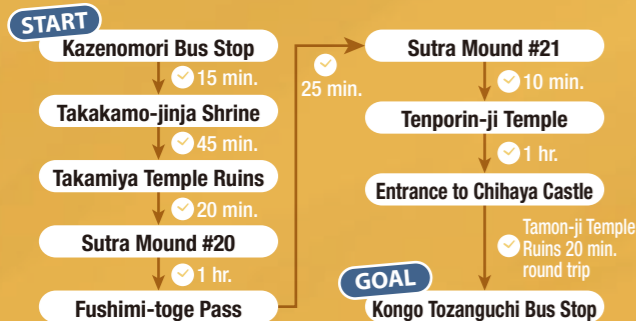 START
Kazenomori Bus Stop
15 min.
Takakamo-jinja Shrine
45 min.
Takamiya Temple Ruins
20 min.
Sutra Mound #20
1 hr.
Fushimi-toge Pass
25 min.
Sutra Mound #21
10 min.
Tenporin-ji Temple
1 hr.
Entrance to Chihaya Castle
Tamon-ji Temple
Ruins 20 min.
round trip
GOAL
Kongo Tozanguchi Bus Stop